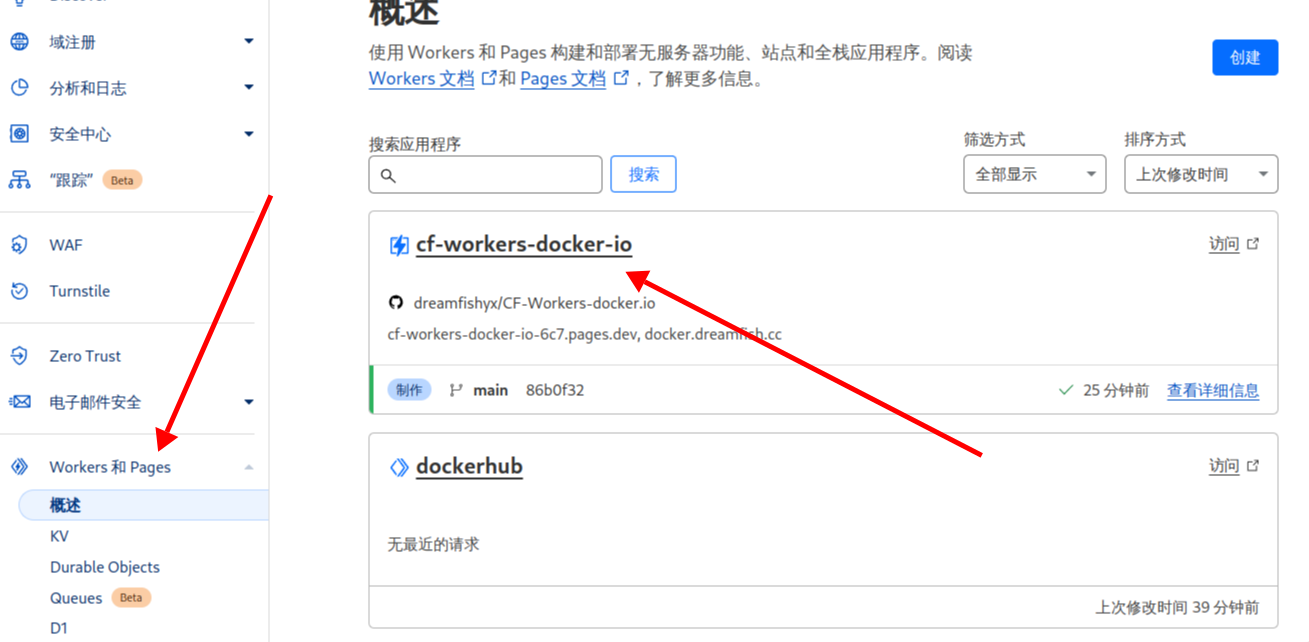 概述
使用 Workers 和 Pages 构建和部署无服务器功能、站点和全栈应用程序。阅读
Workers 文档 和 Pages 文档 ，了解更多信息。
创建
域注册
分析和日志
安全中心
“跟踪” Beta
WAF
Turnstile
Zero Trust
电子邮件安全
Workers 和 Pages
概述
KV
Durable Objects
Queues Beta
D1
搜索应用程序
搜索
筛选方式
全部显示
排序方式
上次修改时间
cf-workers-docker-io
访问
dreamfishyx/CF-Workers-docker.io
cf-workers-docker-io-6c7.pages.dev, docker.dreamfish.cc
制作 main 86b0f32
25 分钟前 查看详细信息
dockerhub
访问
无最近的请求
上次修改时间 39 分钟前